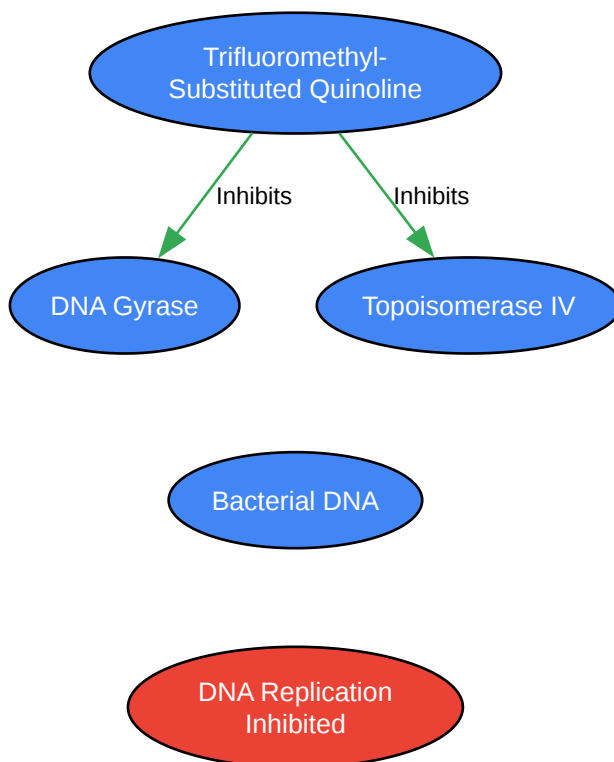 Trifluoromethyl-
Substituted Quinoline
Inhibits
Inhibits
DNA Gyrase
Topoisomerase IV
Bacterial DNA
DNA Replication
Inhibited